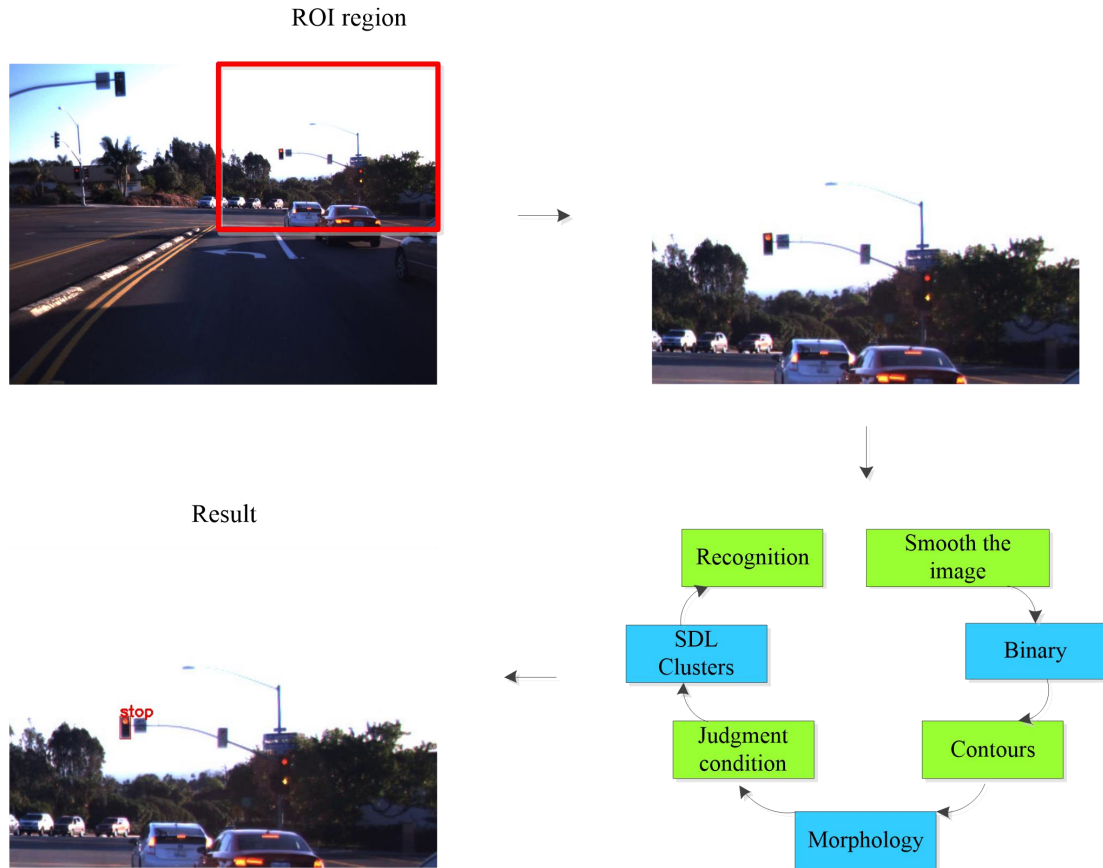 ROI region
Result
stop
Recognition
Smooth the
image
SDL
Clusters
Binary
Judgment
condition
Contours
Morphology